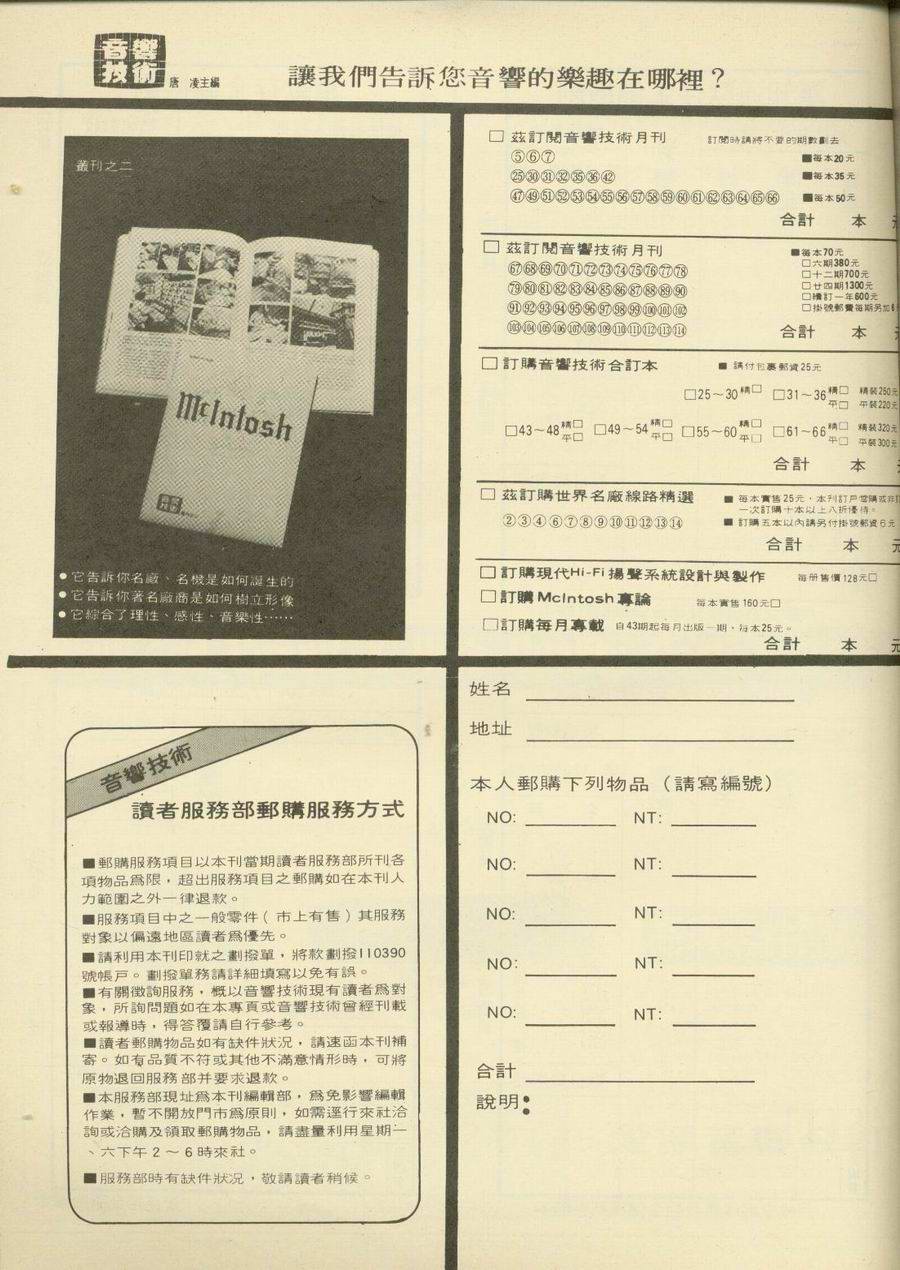 音響
技術
唐 凌主編
讓我們告訴您音響的樂趣在哪裡？
叢刊之二
McIntosh
●它告訴你名廠、名機是如何誕生的
●它告訴你著名廠商是如何樹立形像
●它綜合了理性、感性、音樂性……
□茲訂閱音響技術月刊 訂閱時請將不要的期數劃去
⑤⑥⑦ ■每本20元
㉕㉚㉛㉜㉟㊱㊷ ■每本35元
㊼㊾51 52 53 54 55 56 57 58 59 60 61 62 63 64 65 66 ■每本50元
合計 本
□茲訂閱音響技術月刊 ■每本70元
67 68 69 70 71 72 73 74 75 76 77 78 □六期380元
□十二期700元
79 80 81 82 83 84 85 86 87 88 89 90 □廿四期1300元
□續訂一年600元
91 92 93 94 95 96 97 98 99 100 101 102 □掛號郵費每期另加6
103 104 105 106 107 108 109 110 111 112 113 114 合計 本
□訂購音響技術合訂本 ■請付包裹郵資25元
□25～30精□ □31～36精□平□ 精裝250元
平裝220元
□43～48精□平□ □49～54精□平□ □55～60精□平□ □61～66精□平□ 精裝320元
平裝300元
合計 本
□茲訂購世界名廠線路精選 ■每本實售25元，本刊訂戶當購或非訂
一次訂購十本以上八折優待。
②③④⑥⑦⑧⑨⑩⑪⑫⑬⑭ ■訂購五本以內請另付掛號郵資6元
合計 本 元
□訂購現代Hi-Fi揚聲系統設計與製作 每册售價128元□
□訂購McIntosh專論 每本實售160元□
□訂購每月專載 自43期起每月出版一期，每本25元。
合計 本 元
音響技術
讀者服務部郵購服務方式
■郵購服務項目以本刊當期讀者服務部所刊各
項物品爲限，超出服務項目之郵購如在本刊人
力範圍之外一律退款。
■服務項目中之一般零件（市上有售）其服務
對象以偏遠地區讀者爲優先。
■請利用本刊印就之劃撥單，將款劃撥110390
號帳戶。劃撥單務請詳細填寫以免有誤。
■有關徵詢服務，概以音響技術現有讀者爲對
象，所詢問題如在本專頁或音響技術曾經刊載
或報導時，得答覆請自行參考。
■讀者郵購物品如有缺件狀況，請速函本刊補
寄。如有品質不符或其他不滿意情形時，可將
原物退回服務部并要求退款。
■本服務部現址爲本刊編輯部，爲免影響編輯
作業，暫不開放門市爲原則，如需逕行來社洽
詢或洽購及領取郵購物品，請盡量利用星期一
、六下午2～6時來社。
■服務部時有缺件狀況，敬請讀者稍候。
姓名
地址
本人郵購下列物品（請寫編號）
NO: NT:
NO: NT:
NO: NT:
NO: NT:
NO: NT:
合計
說明：